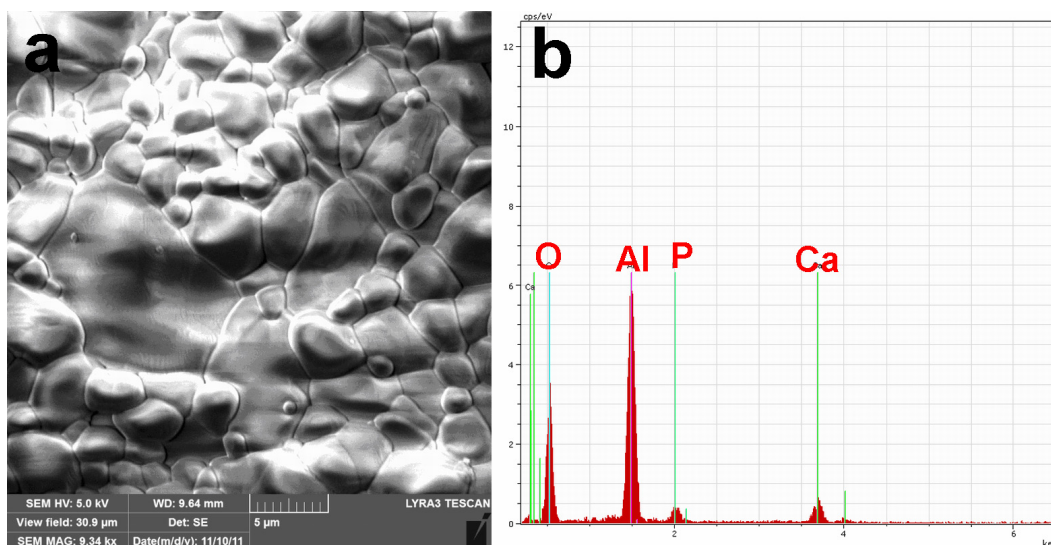 a
SEM HV: 5.0 kV
WD: 9.64 mm
LYRA3 TESCAN
View field: 30.9 µm
Det: SE
5 µm
SEM MAG: 9.34 kx
Date(m/d/y): 11/10/11
b
cps/eV
12
10
8
6
4
2
0
O
Al
P
Ca
Ca
2
4
6